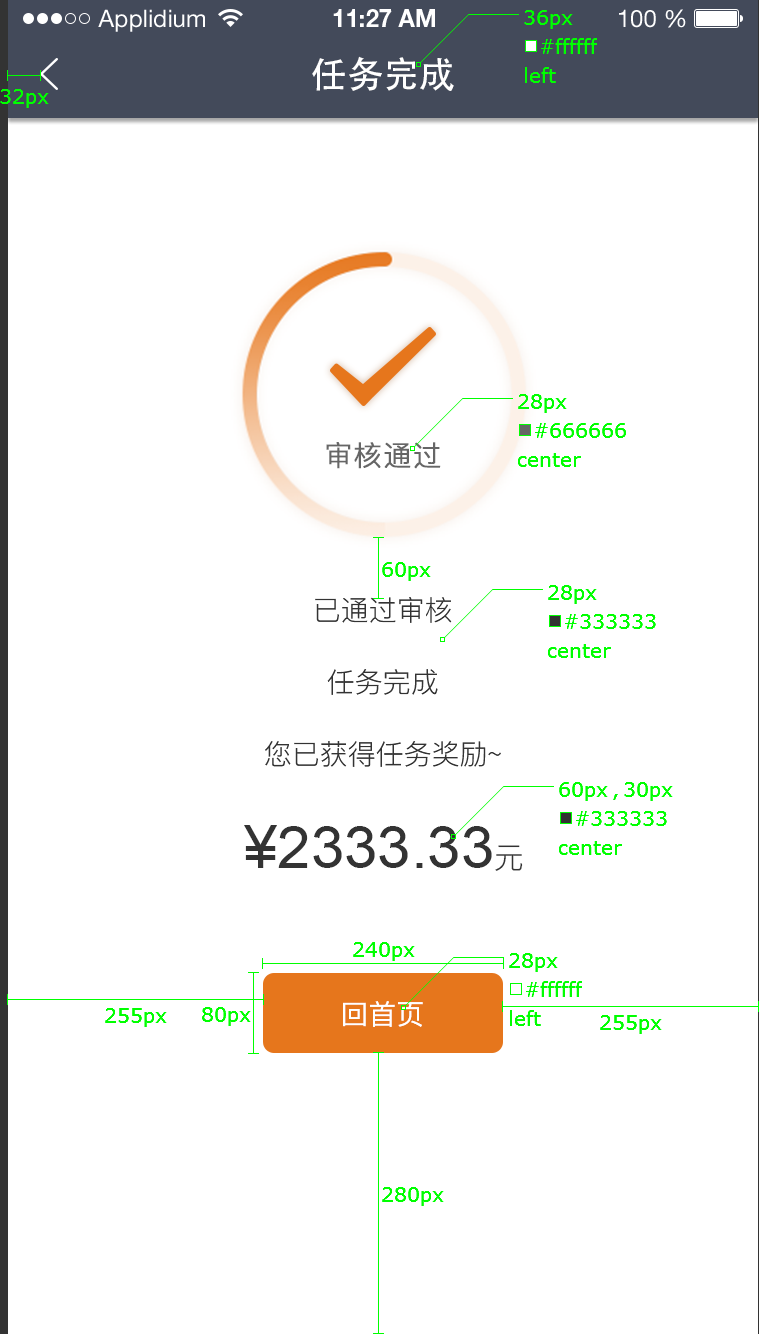 Applidium 11:27 AM 100 %
36px
#ffffff
left
任务完成
32px
28px
#666666
center
审核通过
60px
已通过审核
28px
#333333
center
任务完成
您已获得任务奖励~
60px , 30px
#333333
center
¥2333.33元
240px
28px
#ffffff
left
255px
80px
回首页
255px
280px